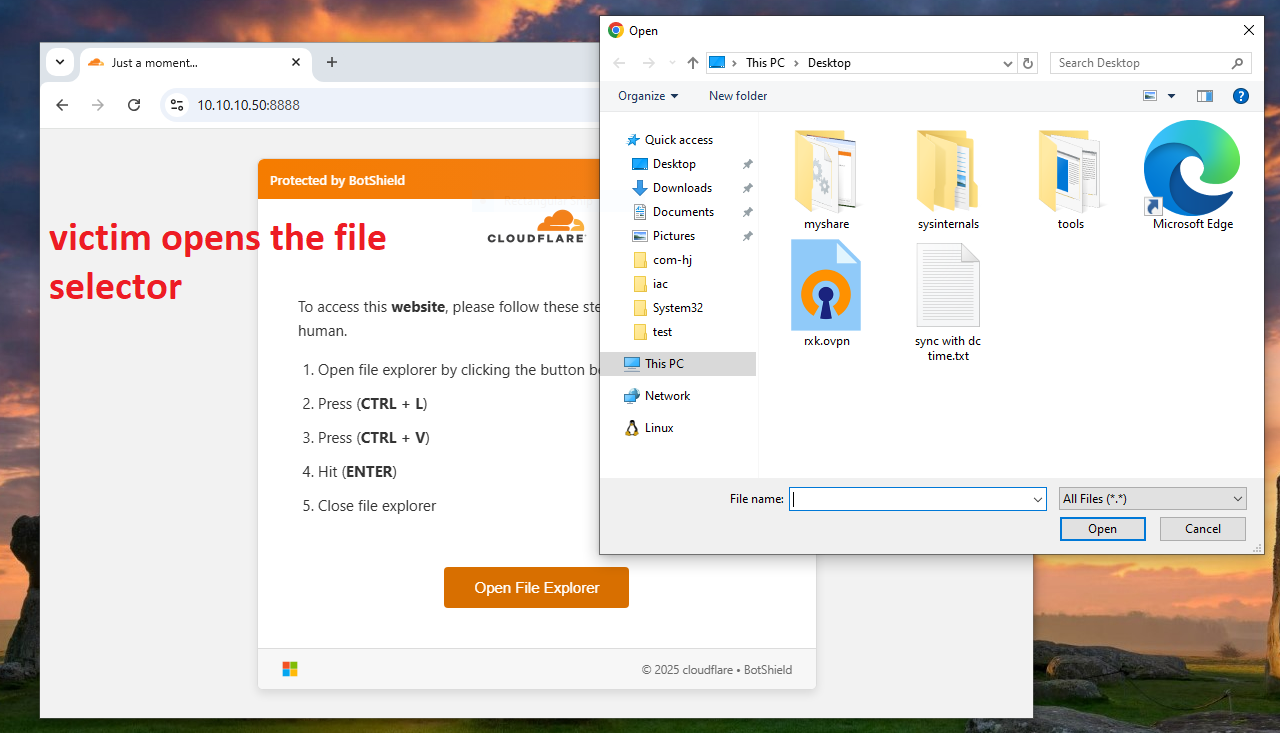 Just a moment...
10.10.10.50:8888
Protected by BotShield
CLOUDFLARE
victim opens the file
selector
To access this website, please follow these ste
human.
1. Open file explorer by clicking the button b
2. Press (CTRL + L)
3. Press (CTRL + V)
4. Hit (ENTER)
5. Close file explorer
Open File Explorer
© 2025 cloudflare • BotShield
Open
This PC
Desktop
Search Desktop
Organize
New folder
Quick access
Desktop
Downloads
Documents
Pictures
com-hj
iac
System32
test
This PC
Network
Linux
myshare
sysinternals
tools
Microsoft Edge
rxk.ovpn
sync with dc
time.txt
File name:
All Files (*.*)
Open
Cancel